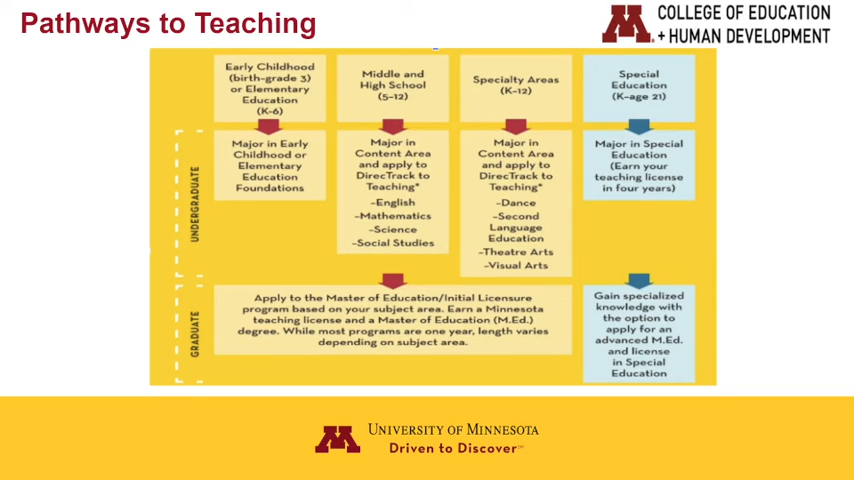 Pathways to Teaching
M
COLLEGE OF EDUCATION
+ HUMAN DEVELOPMENT
Early Childhood
(birth–grade 3)
or Elementary
Education
(K–6)
Middle and
High School
(5–12)
Specialty Areas
(K–12)
Special
Education
(K–age 21)
UNDERGRADUATE
Major in Early
Childhood or
Elementary
Education
Foundations
Major in
Content Area
and apply to
DirecTrack to
Teaching*
–English
–Mathematics
–Science
–Social Studies
Major in
Content Area
and apply to
DirecTrack to
Teaching*
–Dance
–Second
Language
Education
–Theatre Arts
–Visual Arts
Major in Special
Education
(Earn your
teaching license
in four years)
GRADUATE
Apply to the Master of Education/Initial Licensure
program based on your subject area. Earn a Minnesota
teaching license and a Master of Education (M.Ed.)
degree. While most programs are one year, length varies
depending on subject area.
Gain specialized
knowledge with
the option to
apply for an
advanced M.Ed.
and license
in Special
Education
M
UNIVERSITY OF MINNESOTA
Driven to Discover℠